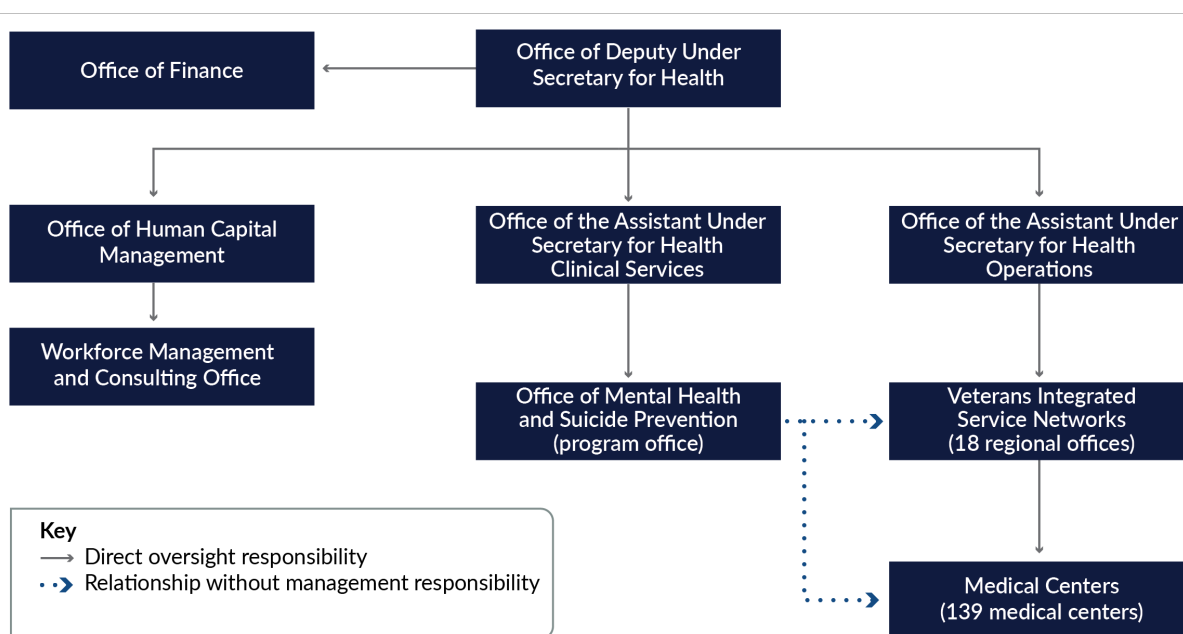 Office of Finance
Office of Deputy Under
Secretary for Health
Office of Human Capital
Management
Office of the Assistant Under
Secretary for Health
Clinical Services
Office of the Assistant Under
Secretary for Health
Operations
Workforce Management
and Consulting Office
Office of Mental Health
and Suicide Prevention
(program office)
Veterans Integrated
Service Networks
(18 regional offices)
Key
Direct oversight responsibility
Relationship without management responsibility
Medical Centers
(139 medical centers)